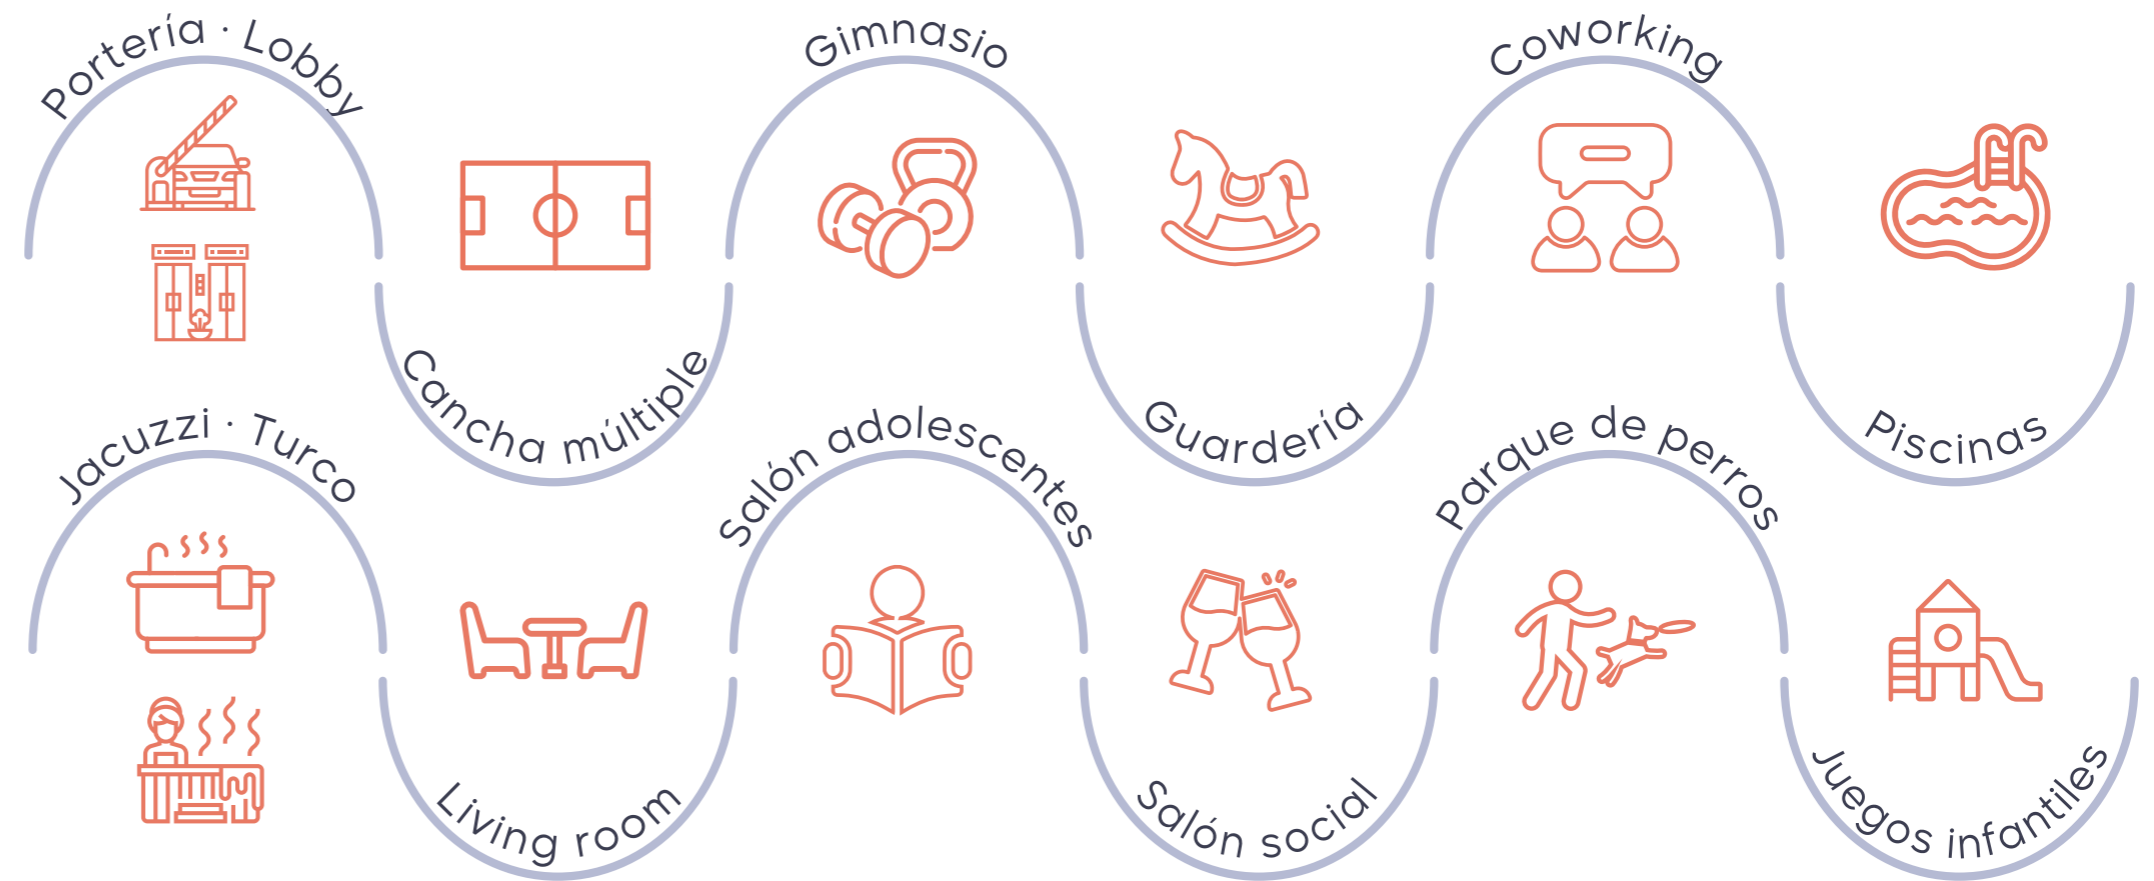 Portería · Lobby
Cancha múltiple
Gimnasio
Guardería
Coworking
Piscinas
Jacuzzi · Turco
Living room
Salón adolescentes
Salón social
Parque de perros
Juegos infantiles